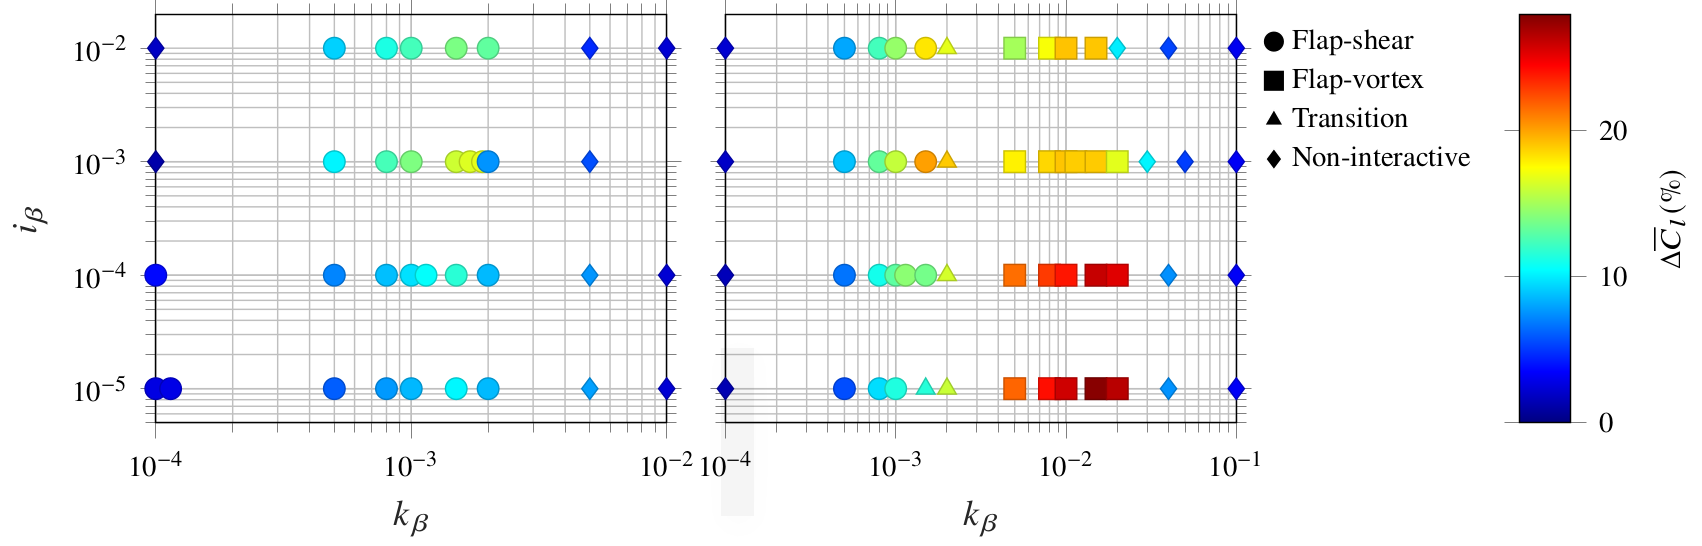 10⁻²
10⁻³
10⁻⁴
10⁻⁵
i_β
10⁻⁴ 10⁻³ 10⁻² 10⁻⁴ 10⁻³ 10⁻² 10⁻¹
k_β k_β
Flap-shear
Flap-vortex
Transition
Non-interactive
20
10
0
ΔC̅_l (%)